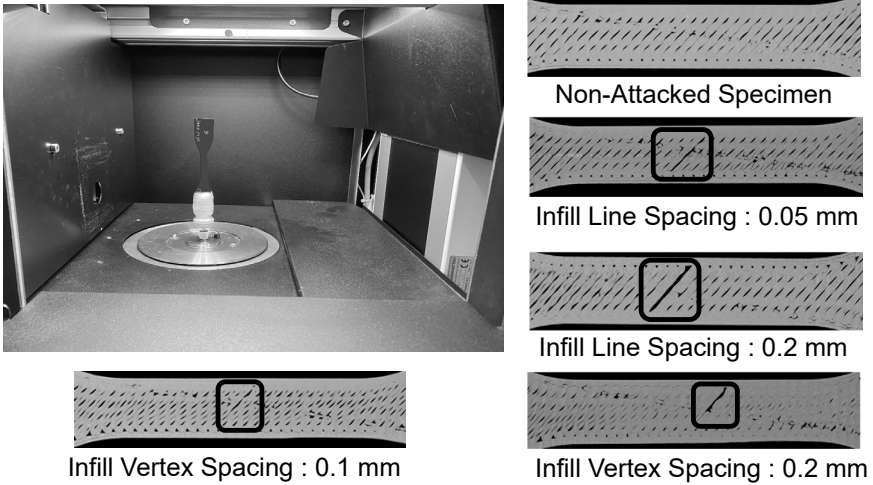 Non-Attacked Specimen
Infill Line Spacing : 0.05 mm
Infill Line Spacing : 0.2 mm
Infill Vertex Spacing : 0.1 mm
Infill Vertex Spacing : 0.2 mm